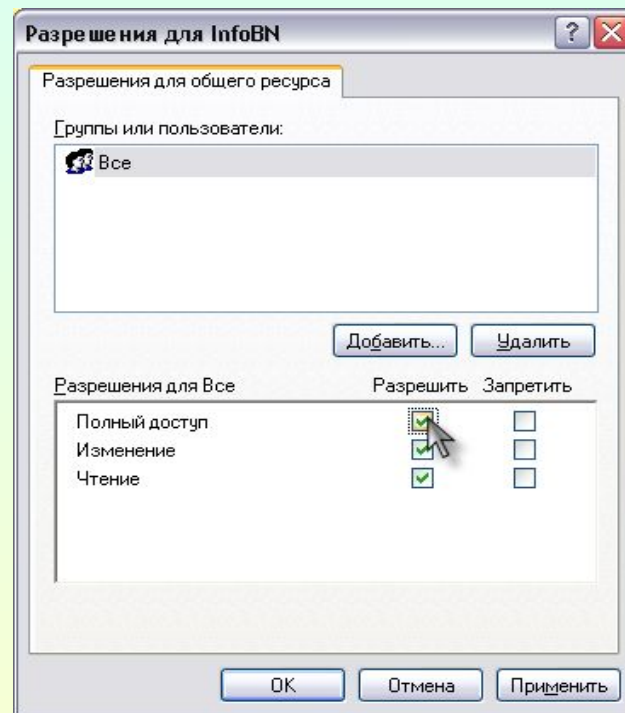 Разрешения для InfoBN
Разрешения для общего ресурса
Группы или пользователи:
Все
Добавить... Удалить
Разрешения для Все Разрешить Запретить
Полный доступ
Изменение
Чтение
OK Отмена Применить